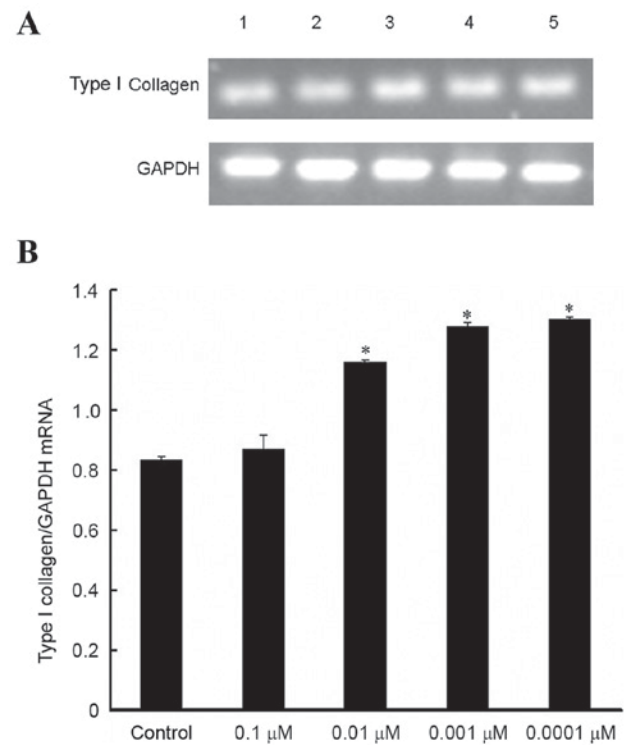 A
1 2 3 4 5
Type I Collagen
GAPDH
B
Type I collagen/GAPDH mRNA
1.4
1.2
1.0
0.8
0.6
0.4
0.2
0
*
*
*
Control 0.1 µM 0.01 µM 0.001 µM 0.0001 µM